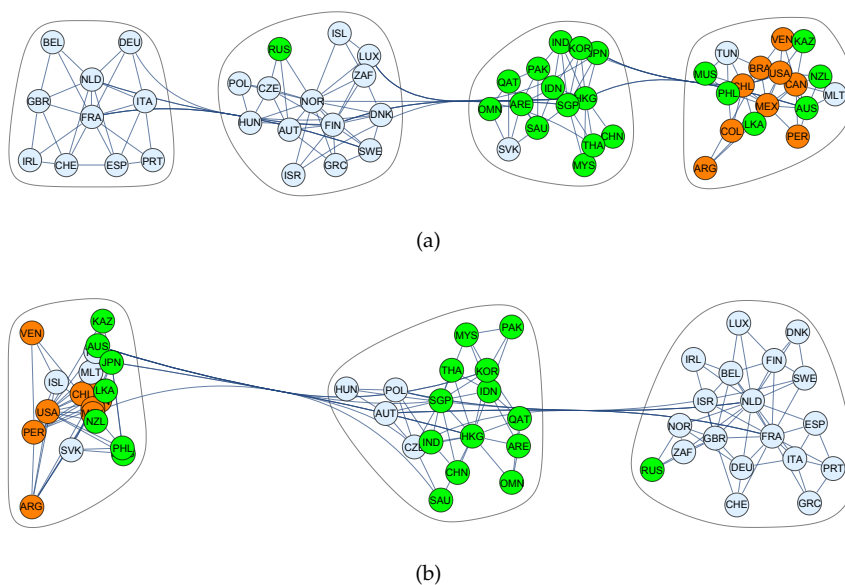 BEL
DEU
NLD
GBR
ITA
FRA
IRL
CHE
ESP
PRT
RUS
ISL
LUX
ZAF
POL
CZE
NOR
HUN
AUT
FIN
DNK
SWE
ISR
GRC
IND
KOR
JPN
PAK
QAT
IDN
HKG
OMN
ARE
SGP
SAU
SVK
THA
CHN
MYS
VEN
KAZ
TUN
BRA
USA
MUS
NZL
CHL
CAN
PHL
MLT
MEX
AUS
COL
LKA
PER
ARG
(a)
VEN
KAZ
AUS
JPN
MLT
ISL
CHL
LKA
USA
NZL
PER
SVK
PHL
ARG
MYS
PAK
THA
KOR
HUN
POL
IDN
SGP
AUT
QAT
IND
HKG
ARE
CHN
OMN
SAU
LUX
DNK
IRL
FIN
BEL
SWE
ISR
NLD
NOR
ESP
GBR
FRA
ZAF
RUS
DEU
ITA
PRT
CHE
GRC
(b)